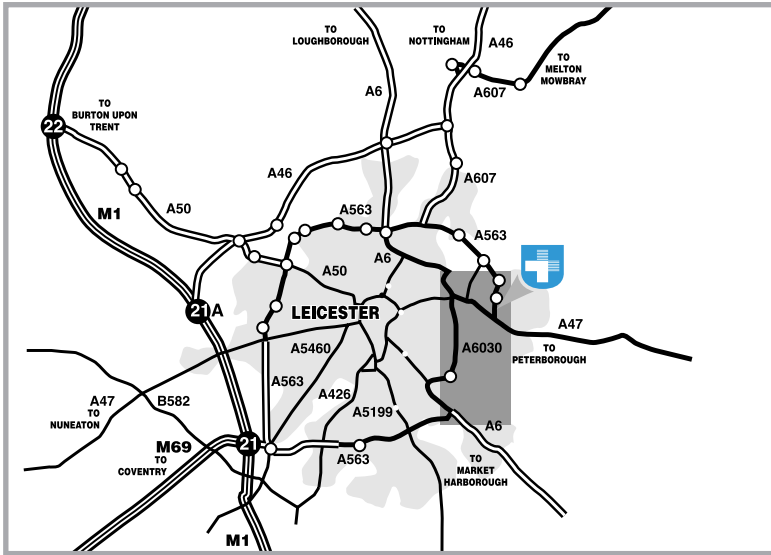 TO
LOUGHBOROUGH
TO
NOTTINGHAM
A46
TO
MELTON
MOWBRAY
A6
A607
TO
BURTON UPON
TRENT
22
A46
A607
M1
A50
A563
A563
A6
A50
21A
LEICESTER
A47
A5460
A6030
TO
PETERBOROUGH
A563
A426
A47
TO
NUNEATON
B582
A5199
A6
M69
TO
COVENTRY
21
A563
TO
MARKET
HARBOROUGH
M1